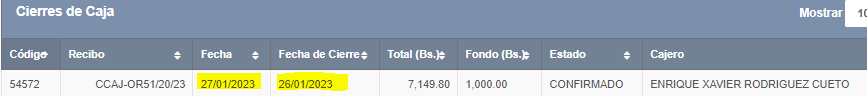 Cierres de Caja
Mostrar 10
Código Recibo Fecha Fecha de Cierre Total (Bs.) Fondo (Bs.) Estado Cajero
54572 CCAJ-OR51/20/23 27/01/2023 26/01/2023 7,149.80 1,000.00 CONFIRMADO ENRIQUE XAVIER RODRIGUEZ CUETO